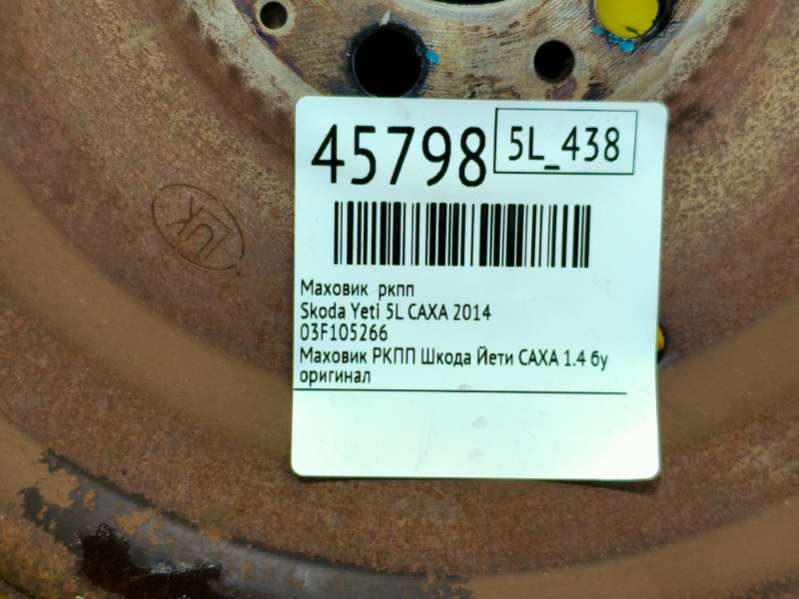 45798
5L_438
Маховик ркпп
Skoda Yeti 5L CAXA 2014
03F105266
Маховик РКПП Шкода Йети CAXA 1.4 бу
оригинал
LUK